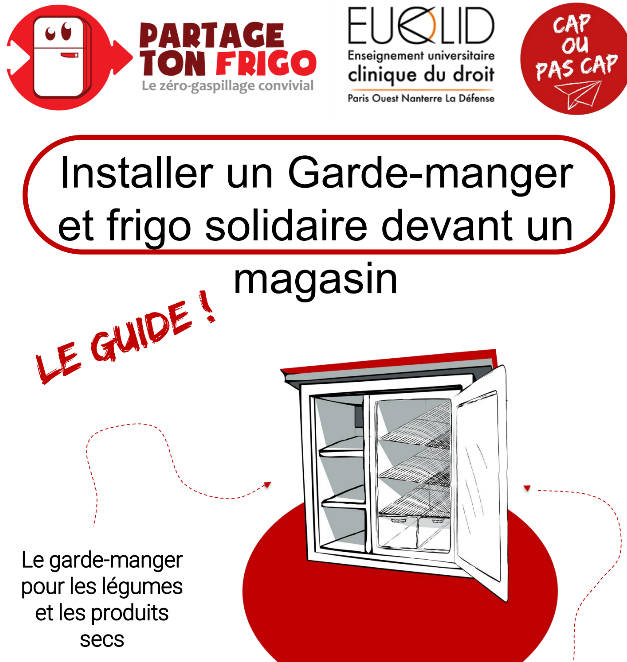 PARTAGE
TON FRIGO
Le zéro-gaspillage convivial
EUCLID
Enseignement universitaire
clinique du droit
Paris Ouest Nanterre La Défense
CAP
OU
PAS CAP
Installer un Garde-manger
et frigo solidaire devant un
magasin
LE GUIDE !
Le garde-manger
pour les légumes
et les produits
secs